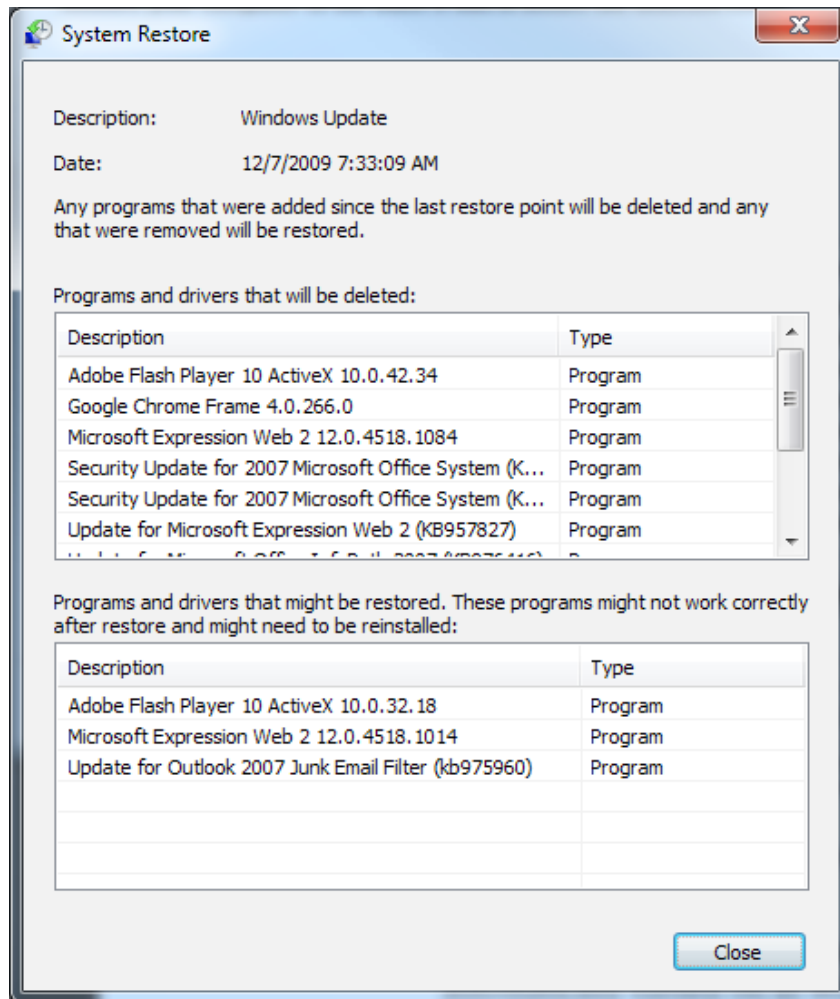 System Restore
Description: Windows Update
Date: 12/7/2009 7:33:09 AM
Any programs that were added since the last restore point will be deleted and any
that were removed will be restored.
Programs and drivers that will be deleted:
Description Type
Adobe Flash Player 10 ActiveX 10.0.42.34 Program
Google Chrome Frame 4.0.266.0 Program
Microsoft Expression Web 2 12.0.4518.1084 Program
Security Update for 2007 Microsoft Office System (K... Program
Security Update for 2007 Microsoft Office System (K... Program
Update for Microsoft Expression Web 2 (KB957827) Program
Programs and drivers that might be restored. These programs might not work correctly
after restore and might need to be reinstalled:
Description Type
Adobe Flash Player 10 ActiveX 10.0.32.18 Program
Microsoft Expression Web 2 12.0.4518.1014 Program
Update for Outlook 2007 Junk Email Filter (kb975960) Program
Close